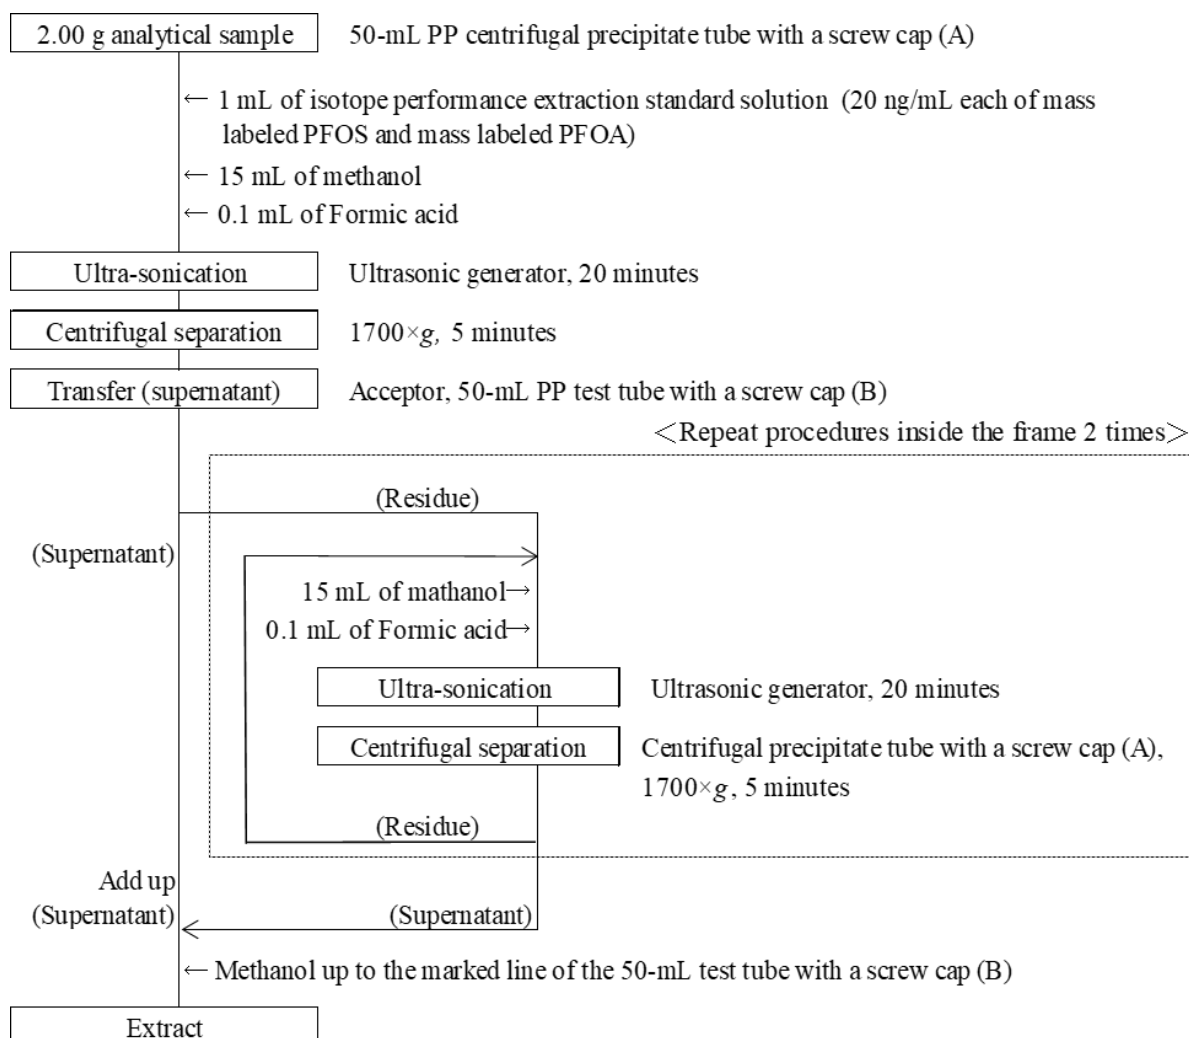 2.00 g analytical sample 50-mL PP centrifugal precipitate tube with a screw cap (A)
← 1 mL of isotope performance extraction standard solution (20 ng/mL each of mass
labeled PFOS and mass labeled PFOA)
← 15 mL of methanol
← 0.1 mL of Formic acid
Ultra-sonication Ultrasonic generator, 20 minutes
Centrifugal separation 1700×g, 5 minutes
Transfer (supernatant) Acceptor, 50-mL PP test tube with a screw cap (B)
<Repeat procedures inside the frame 2 times>
(Residue)
(Supernatant)
15 mL of mathanol→
0.1 mL of Formic acid→
Ultra-sonication Ultrasonic generator, 20 minutes
Centrifugal separation Centrifugal precipitate tube with a screw cap (A),
1700×g, 5 minutes
(Residue)
Add up
(Supernatant) (Supernatant)
← Methanol up to the marked line of the 50-mL test tube with a screw cap (B)
Extract